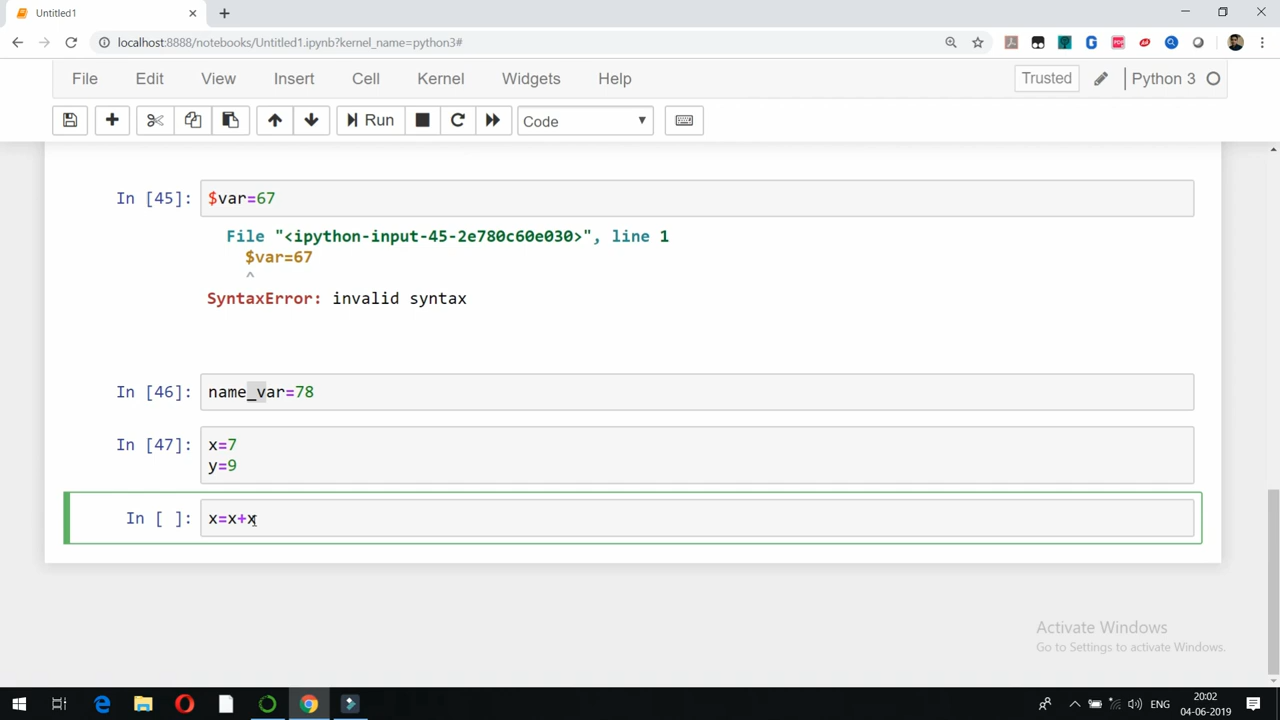 Untitled1
localhost:8888/notebooks/Untitled1.ipynb?kernel_name=python3#
File Edit View Insert Cell Kernel Widgets Help Trusted Python 3
Run Code
In [45]: $var=67
File "<ipython-input-45-2e780c60e030>", line 1
$var=67
^
SyntaxError: invalid syntax
In [46]: name_var=78
In [47]: x=7
y=9
In [ ]: x=x+x
Activate Windows
Go to Settings to activate Windows.
ENG
20:02
04-06-2019